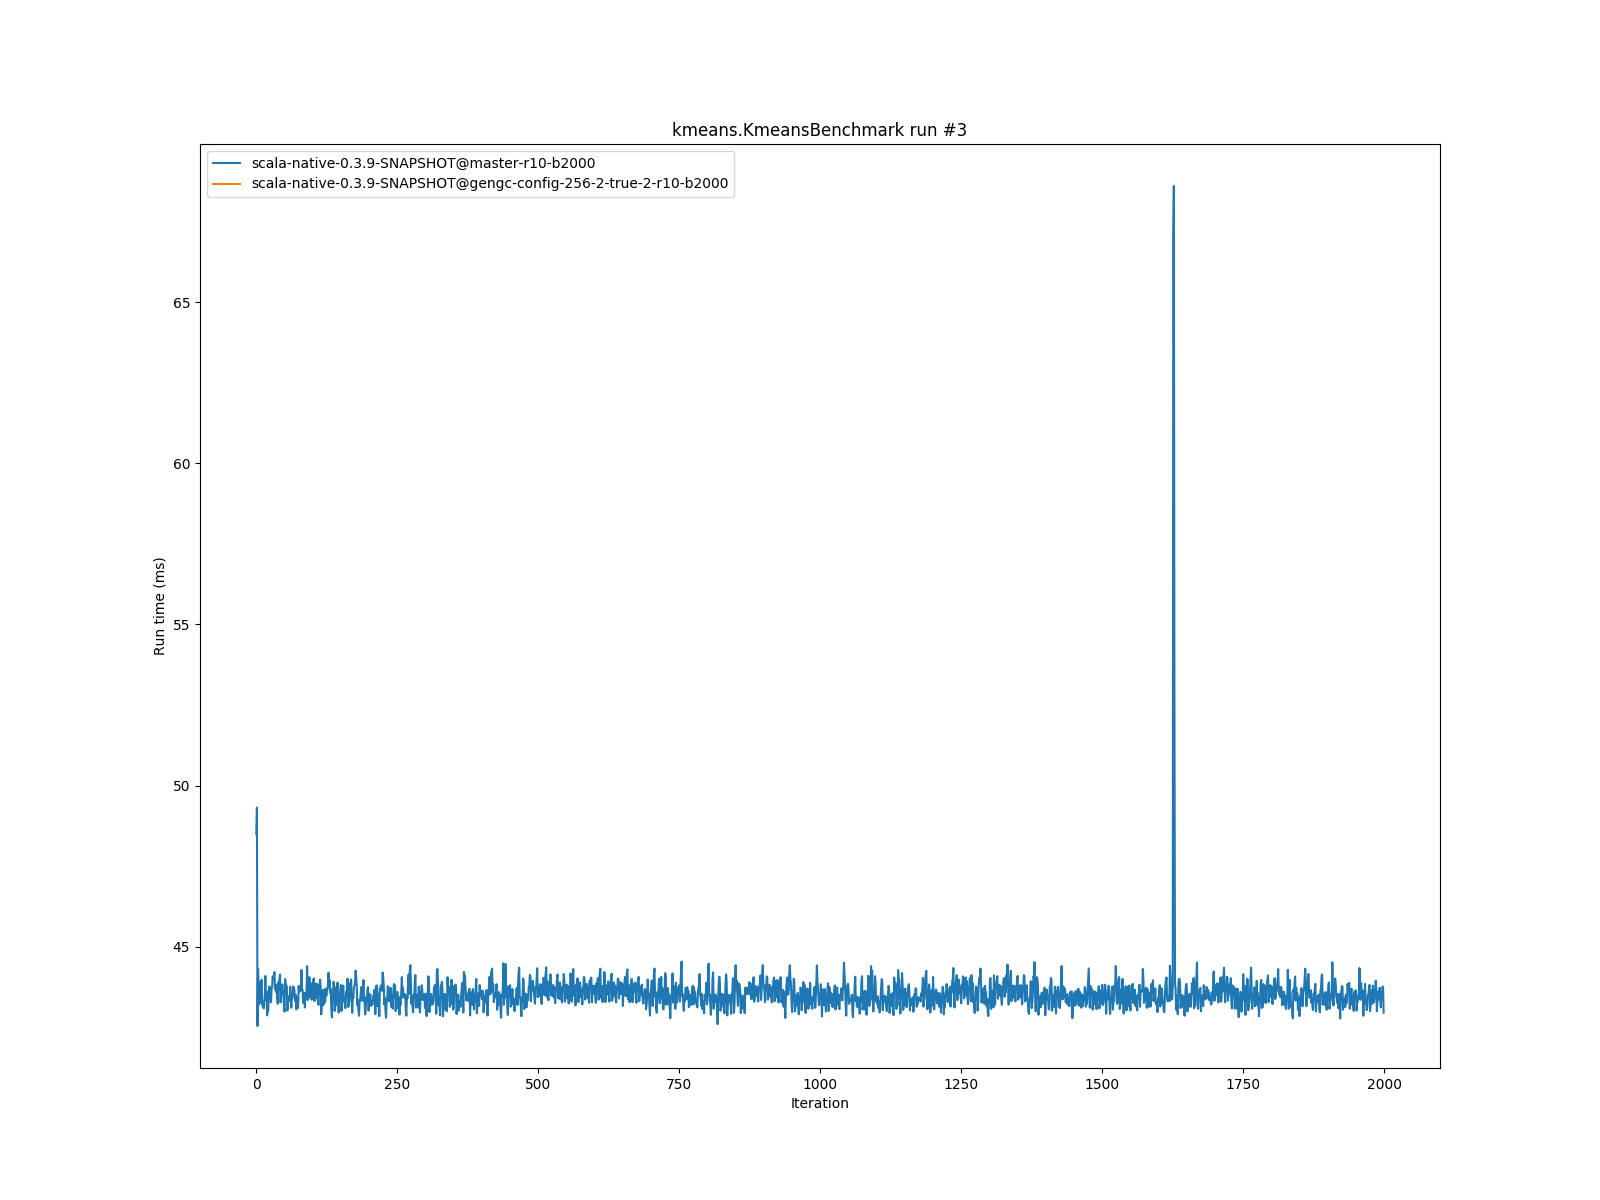 kmeans.KmeansBenchmark run #3
scala-native-0.3.9-SNAPSHOT@master-r10-b2000
scala-native-0.3.9-SNAPSHOT@gengc-config-256-2-true-2-r10-b2000
65
60
55
50
45
Run time (ms)
0 250 500 750 1000 1250 1500 1750 2000
Iteration